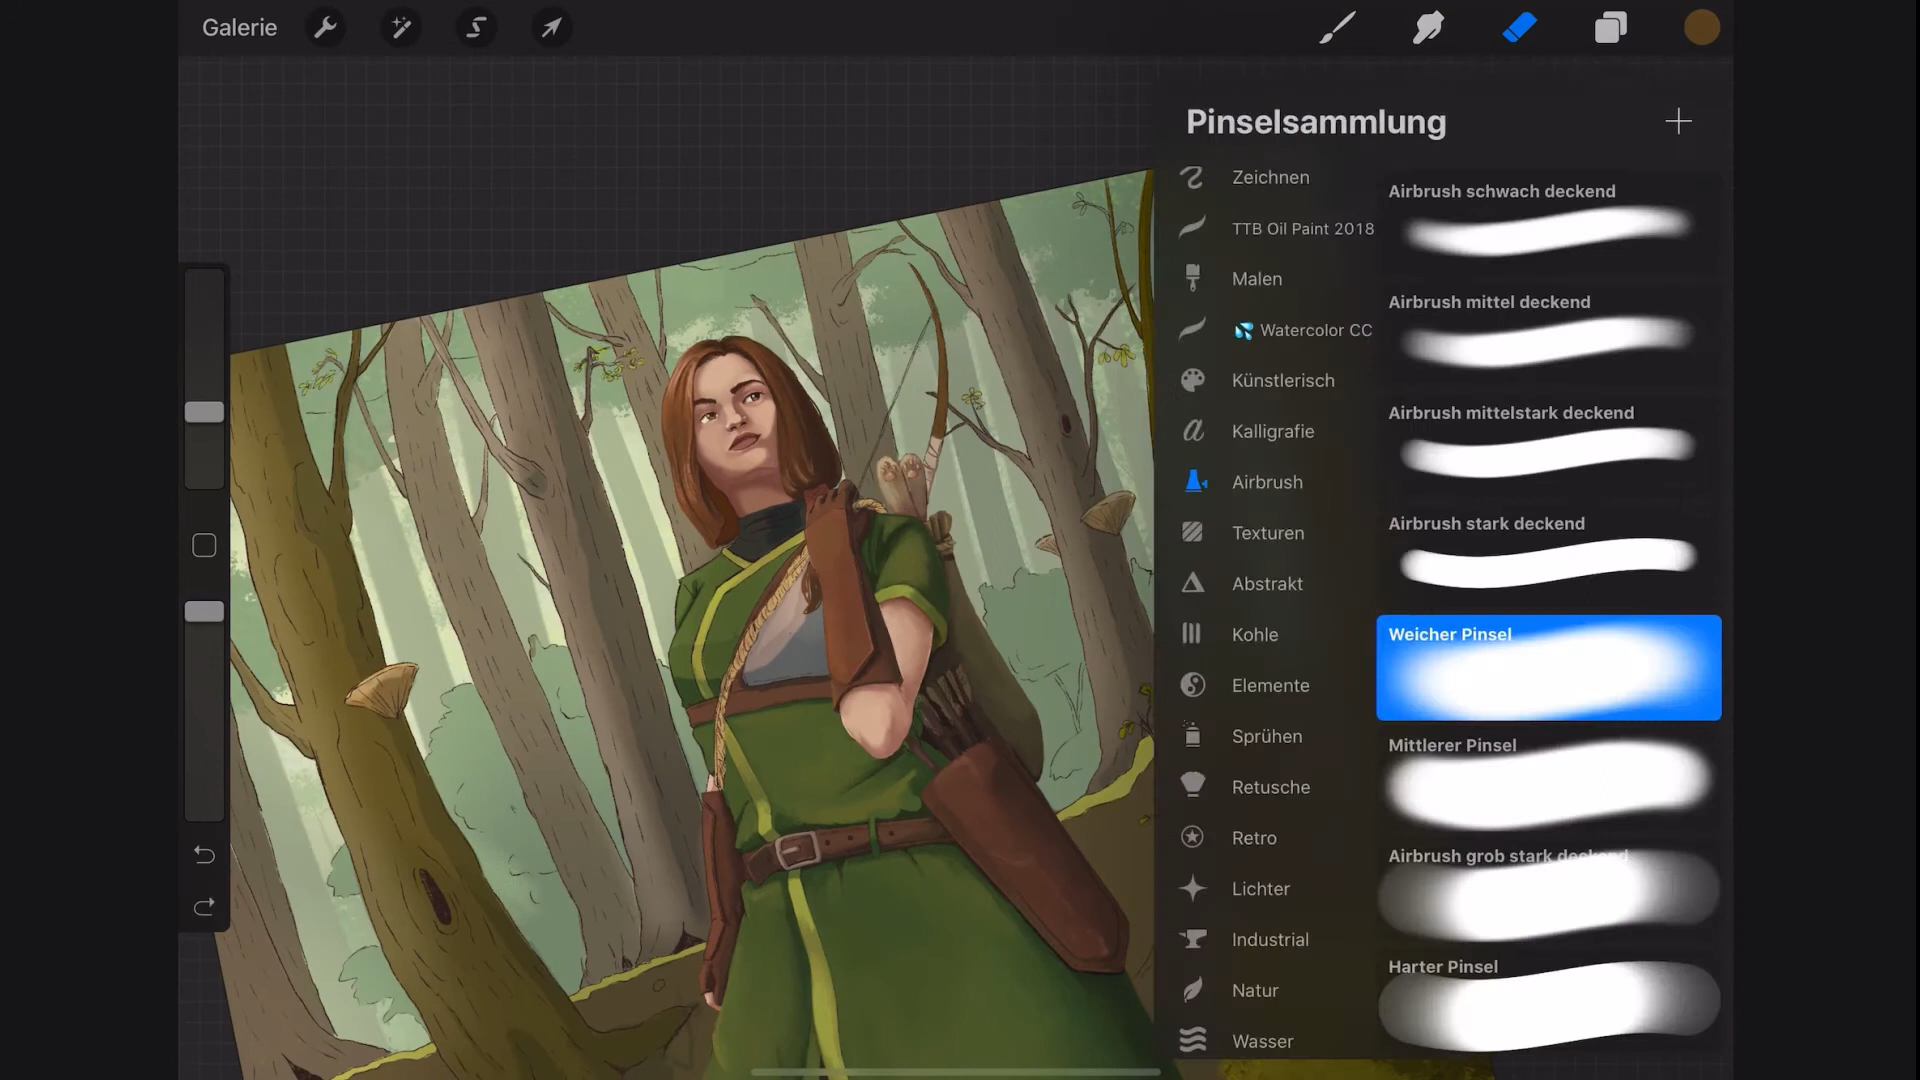 Galerie
Pinselsammlung
Zeichnen
TTB Oil Paint 2018
Malen
💦 Watercolor CC
Künstlerisch
Kalligrafie
Airbrush
Texturen
Abstrakt
Kohle
Elemente
Sprühen
Retusche
Retro
Lichter
Industrial
Natur
Wasser
Airbrush schwach deckend
Airbrush mittel deckend
Airbrush mittelstark deckend
Airbrush stark deckend
Weicher Pinsel
Mittlerer Pinsel
Airbrush grob stark deckend
Harter Pinsel